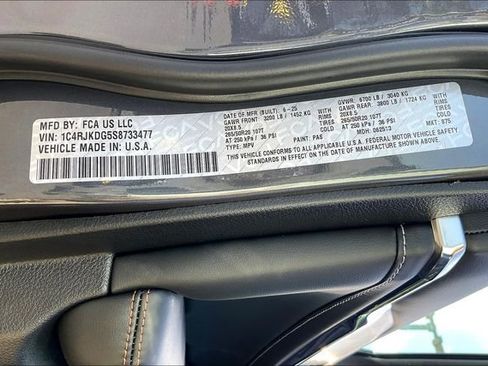 MFD BY: FCA US LLC
VIN: 1C4RJKDG5S8733477
VEHICLE MADE IN: U.S.A.
DATE OF MFR (BUILT): 6-25
GAWR FRONT: 3200 LB / 1452 KG
20X8.5
265/50R20 107T
AT 250 kPa / 36 PSI
TYPE: MPV
PAINT: PAS
GVWR: 6700 LB / 3040 KG
GAWR REAR: 3800 LB / 1724 KG
20X8.5
265/50R20 107T
AT 250 kPa / 36 PSI
MDH: 062513
MKT: 875
THIS VEHICLE CONFORMS TO ALL APPLICABLE U.S.A. FEDERAL MOTOR VEHICLE SAFETY
STANDARDS IN EFFECT ON THE DATE OF MANUFACTURE SHOWN ABOVE.